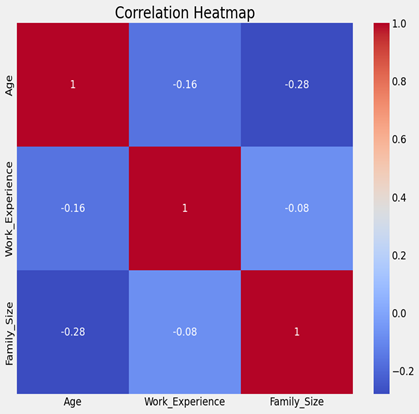 Correlation Heatmap
Age
1
-0.16
-0.28
Work_Experience
-0.16
1
-0.08
Family_Size
-0.28
-0.08
1
Age
Work_Experience
Family_Size
1.0
0.8
0.6
0.4
0.2
0.0
−0.2